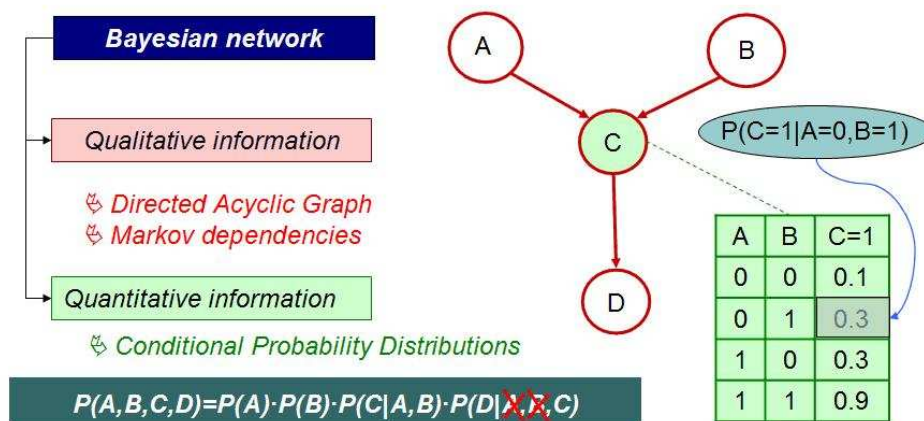 Bayesian network
Qualitative information
Directed Acyclic Graph
Markov dependencies
Quantitative information
Conditional Probability Distributions
P(A,B,C,D)=P(A)·P(B)·P(C|A,B)·P(D|A,B,C)
A
B
C
D
P(C=1|A=0,B=1)
A B C=1
0 0 0.1
0 1 0.3
1 0 0.3
1 1 0.9